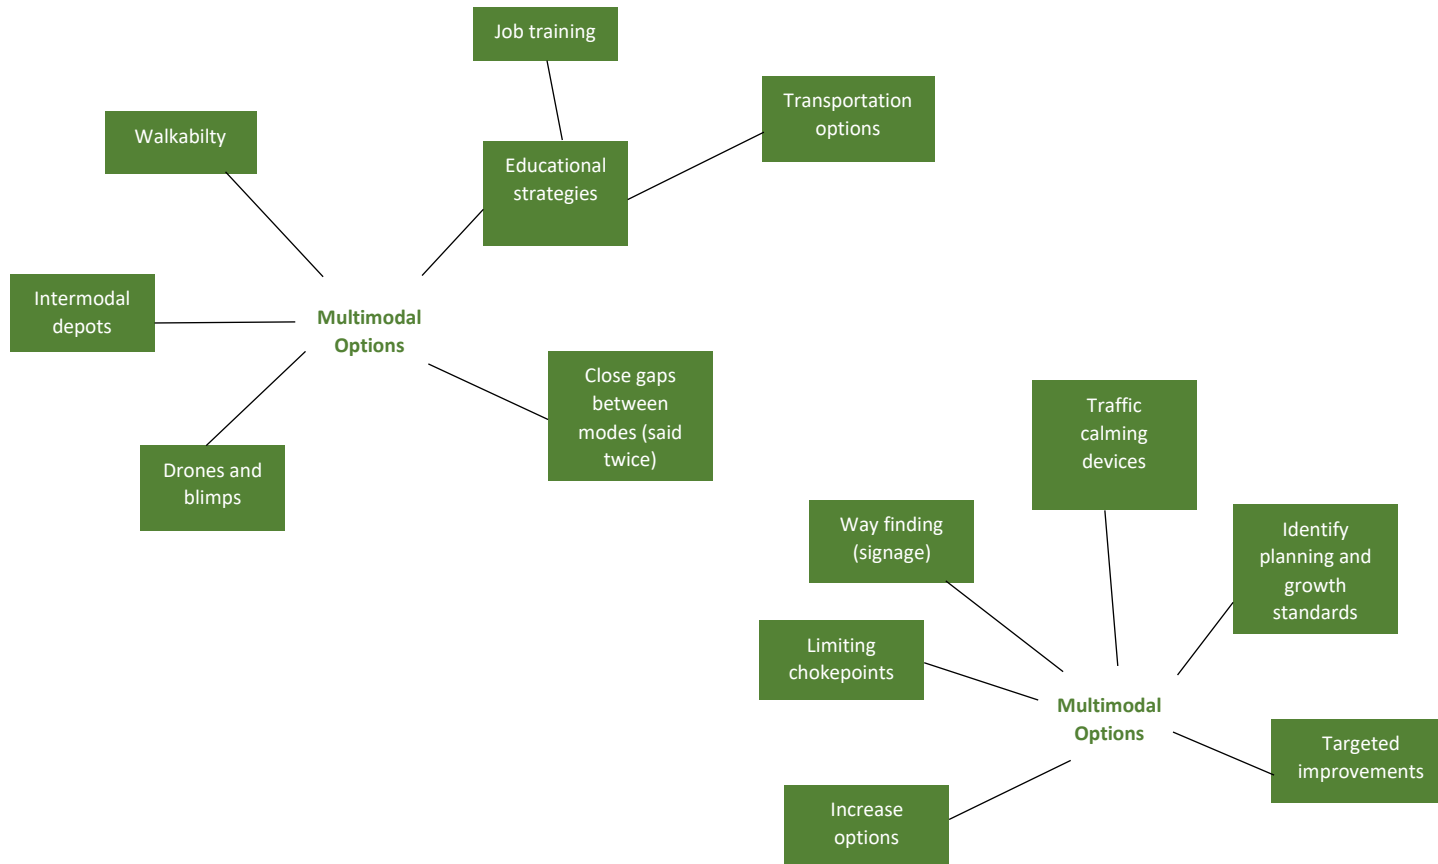 Job training
Transportation
options
Walkabilty
Educational
strategies
Intermodal
depots
Multimodal
Options
Close gaps
between
modes (said
twice)
Drones and
blimps
Traffic
calming
devices
Way finding
(signage)
Identify
planning and
growth
standards
Limiting
chokepoints
Multimodal
Options
Targeted
improvements
Increase
options